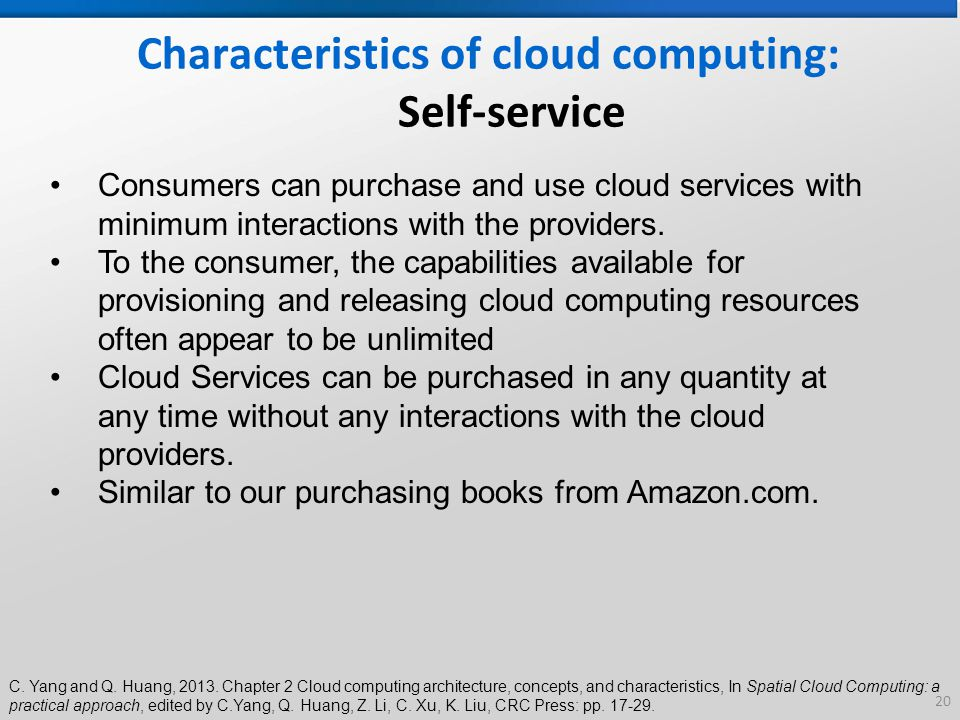 Characteristics of cloud computing:
Self-service
• Consumers can purchase and use cloud services with
minimum interactions with the providers.
• To the consumer, the capabilities available for
provisioning and releasing cloud computing resources
often appear to be unlimited
• Cloud Services can be purchased in any quantity at
any time without any interactions with the cloud
providers.
• Similar to our purchasing books from Amazon.com.
C. Yang and Q. Huang, 2013. Chapter 2 Cloud computing architecture, concepts, and characteristics, In Spatial Cloud Computing: a
practical approach, edited by C.Yang, Q. Huang, Z. Li, C. Xu, K. Liu, CRC Press: pp. 17-29.
20